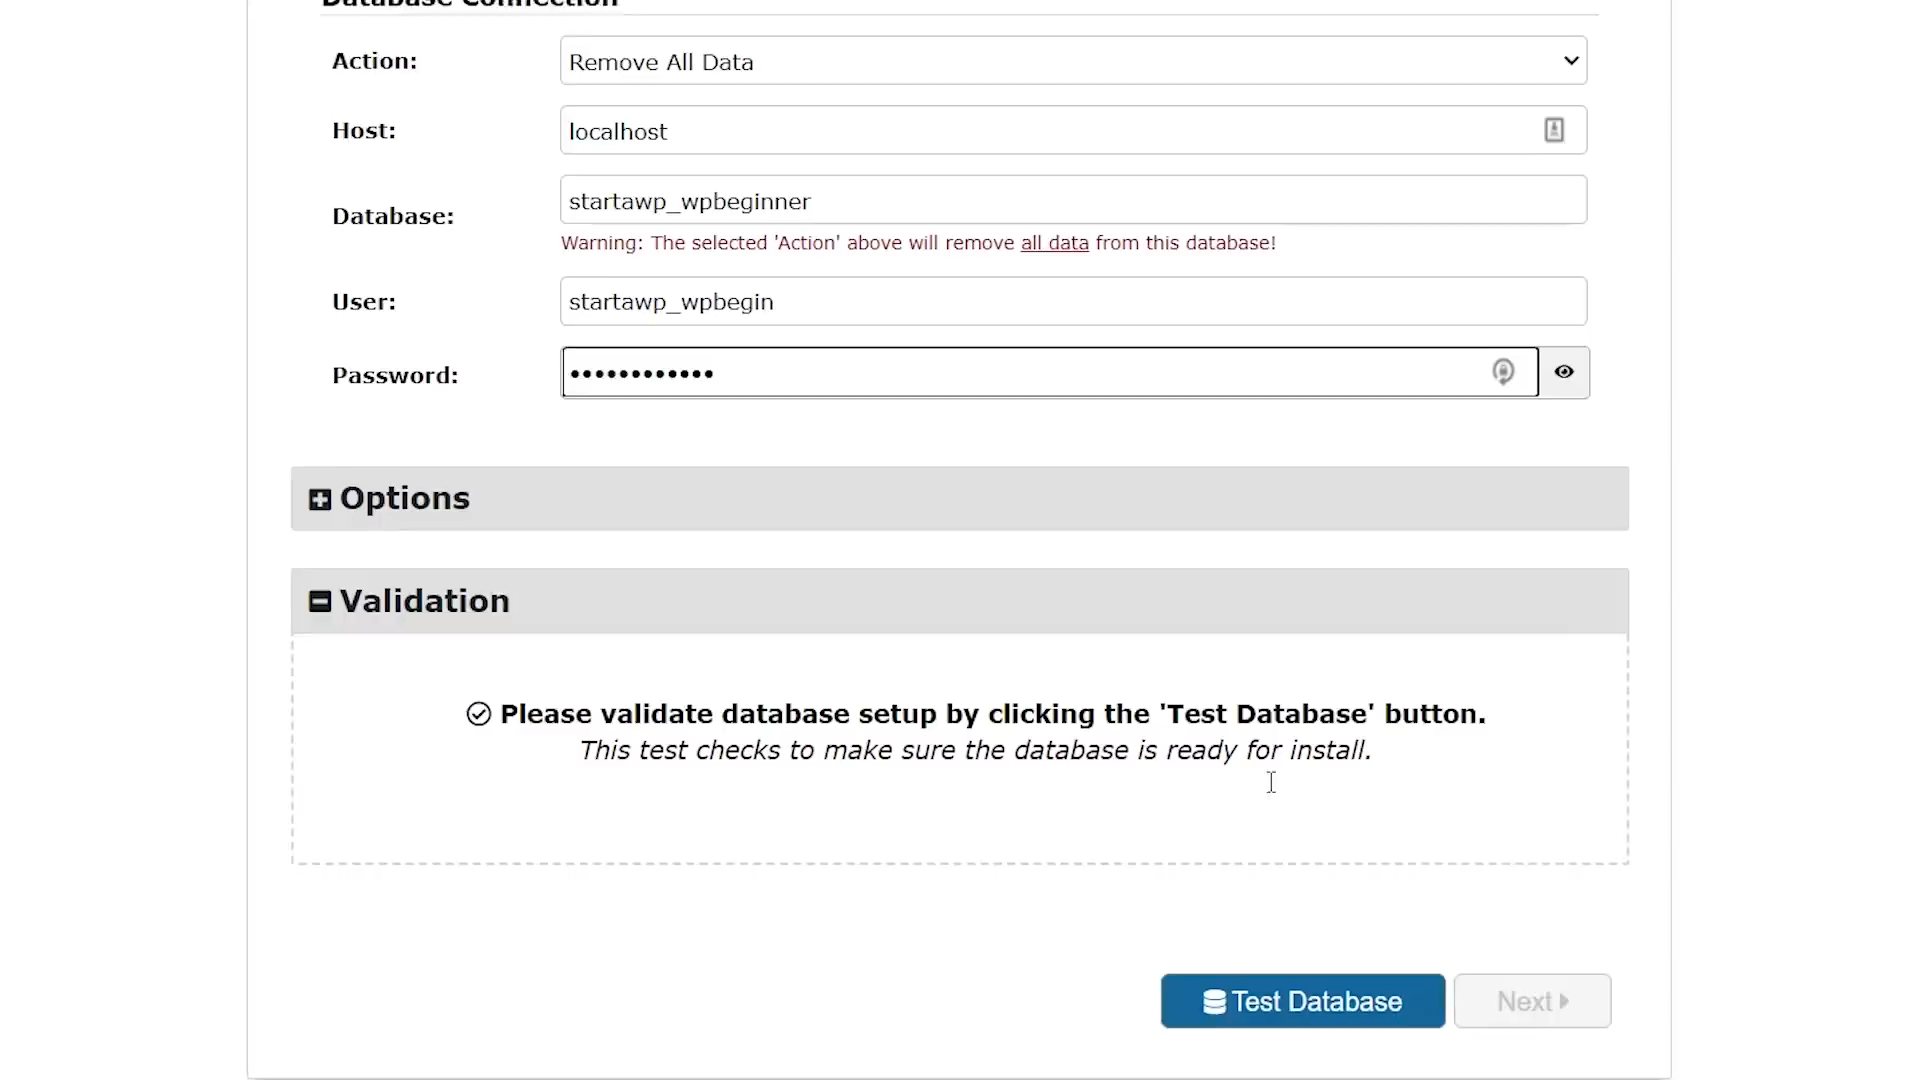 Database Connection
Action:
Remove All Data
Host:
localhost
Database:
startawp_wpbeginner
Warning: The selected 'Action' above will remove all data from this database!
User:
startawp_wpbegin
Password:
••••••••••••
Options
Validation
Please validate database setup by clicking the 'Test Database' button.
This test checks to make sure the database is ready for install.
Test Database
Next